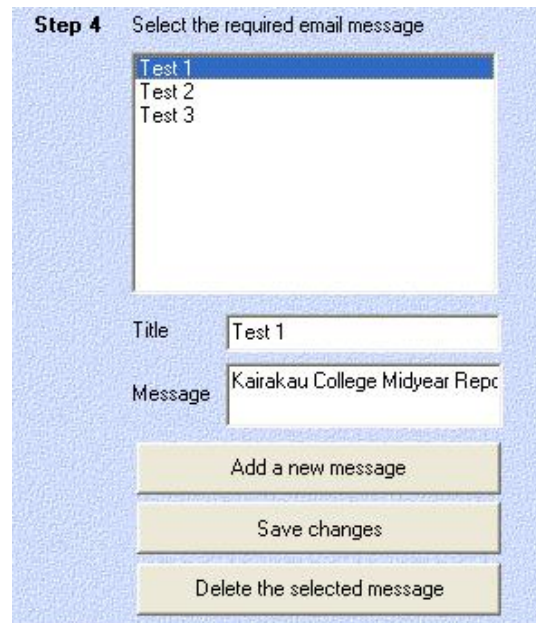 Step 4 Select the required email message
Test 1
Test 2
Test 3
Title Test 1
Message Kairakau College Midyear Repo
Add a new message
Save changes
Delete the selected message